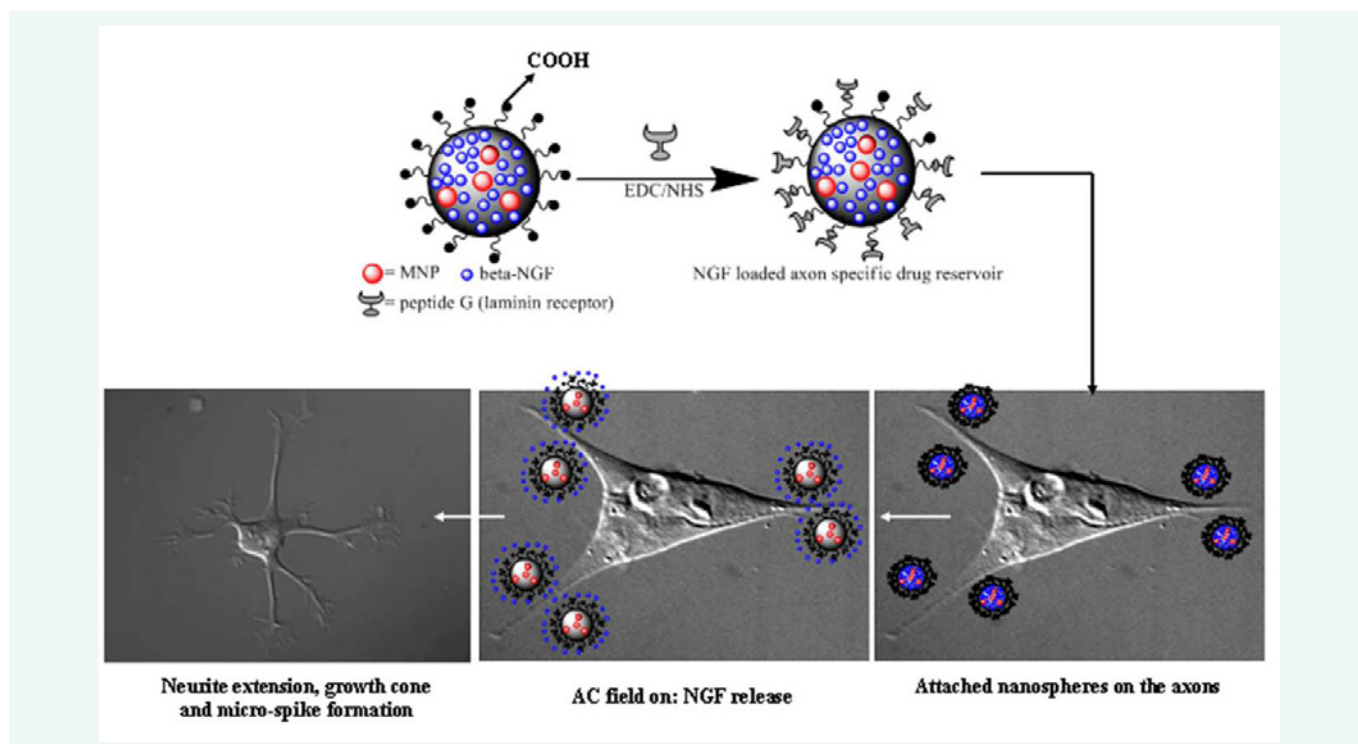 COOH
EDC/NHS
= MNP
beta-NGF
= peptide G (laminin receptor)
NGF loaded axon specific drug reservoir
Neurite extension, growth cone
and micro-spike formation
AC field on: NGF release
Attached nanospheres on the axons